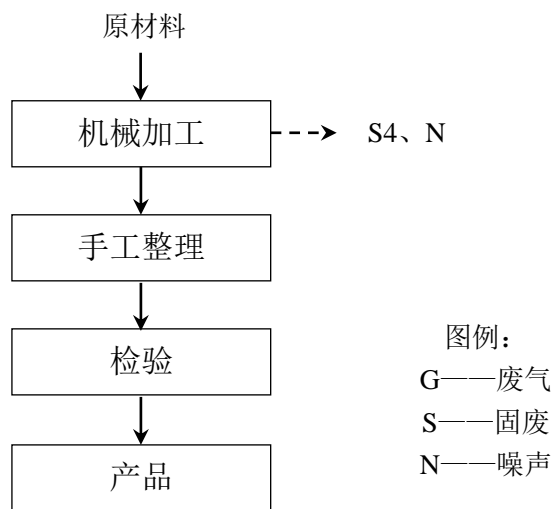 原材料
机械加工
S4、N
手工整理
检验
产品
图例：
G——废气
S——固废
N——噪声